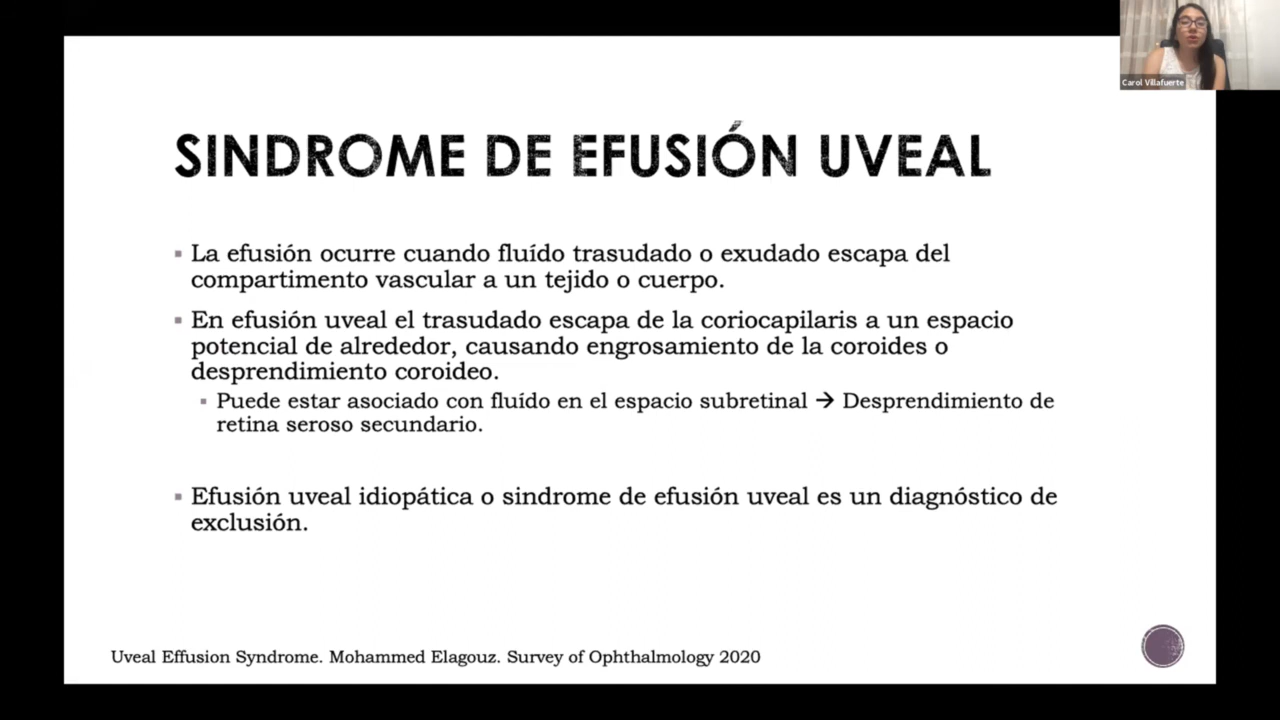 Carol Villafuerte
SINDROME DE EFUSIÓN UVEAL
▪ La efusión ocurre cuando fluído trasudado o exudado escapa del
compartimento vascular a un tejido o cuerpo.
▪ En efusión uveal el trasudado escapa de la coriocapilaris a un espacio
potencial de alrededor, causando engrosamiento de la coroides o
desprendimiento coroideo.
▪ Puede estar asociado con fluído en el espacio subretinal → Desprendimiento de
retina seroso secundario.
▪ Efusión uveal idiopática o sindrome de efusión uveal es un diagnóstico de
exclusión.
Uveal Effusion Syndrome. Mohammed Elagouz. Survey of Ophthalmology 2020